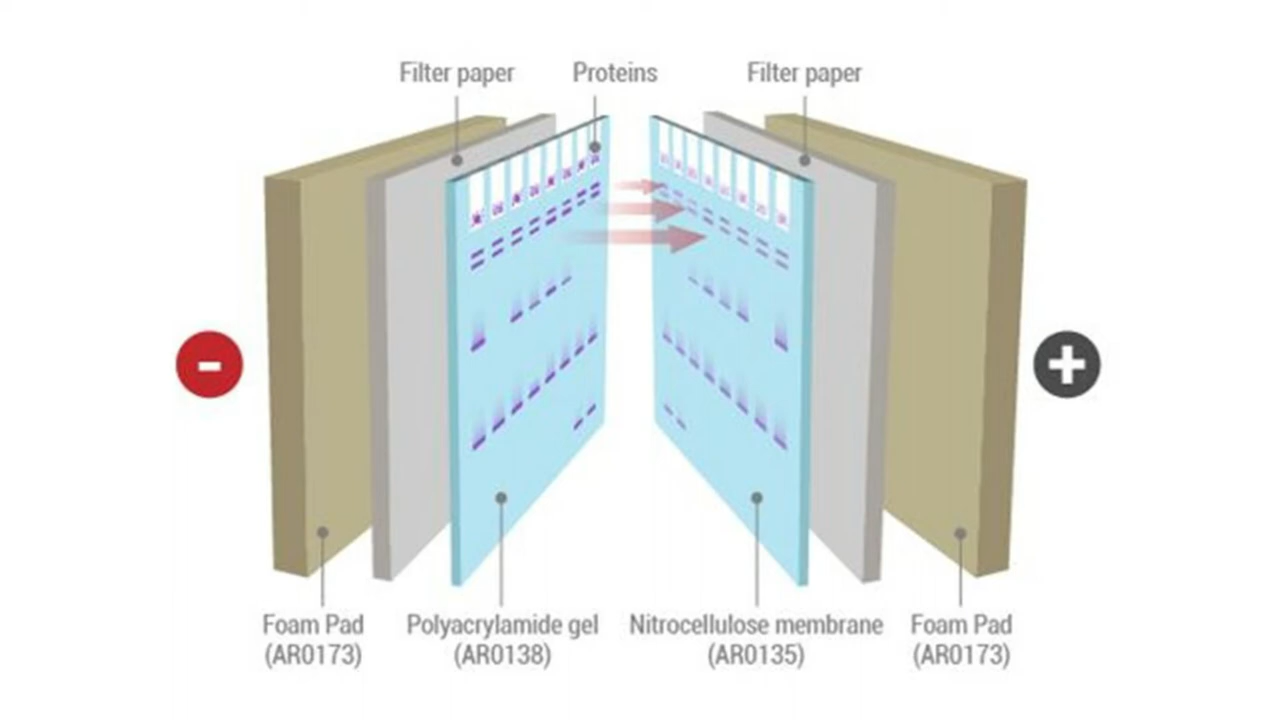 Filter paper
Proteins
Filter paper
-
+
Foam Pad
(AR0173)
Polyacrylamide gel
(AR0138)
Nitrocellulose membrane
(AR0135)
Foam Pad
(AR0173)